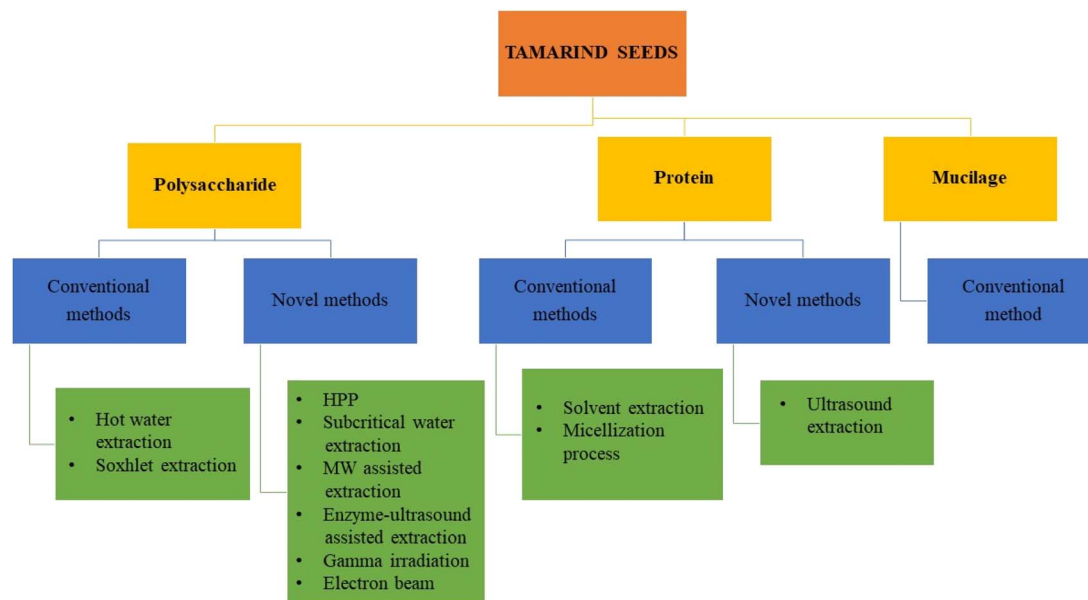 TAMARIND SEEDS
Polysaccharide
Protein
Mucilage
Conventional
methods
Novel methods
Conventional
methods
Novel methods
Conventional
method
• Hot water
extraction
• Soxhlet extraction
• HPP
• Subcritical water
extraction
• MW assisted
extraction
• Enzyme-ultrasound
assisted extraction
• Gamma irradiation
• Electron beam
• Solvent extraction
• Micellization
process
• Ultrasound
extraction